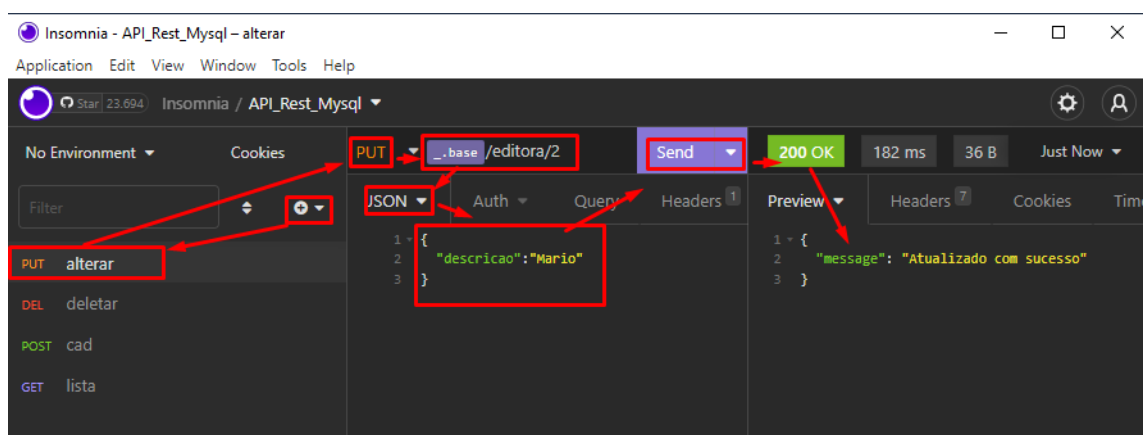 Insomnia - API_Rest_Mysql – alterar
Application Edit View Window Tools Help
Star 23.694 Insomnia / API_Rest_Mysql
No Environment Cookies
Filter
PUT alterar
DEL deletar
POST cad
GET lista
PUT _.base /editora/2 Send
JSON Auth Query Headers 1
1 {
2 "descricao":"Mario"
3 }
200 OK 182 ms 36 B Just Now
Preview Headers 7 Cookies Time
1 {
2 "message": "Atualizado com sucesso"
3 }